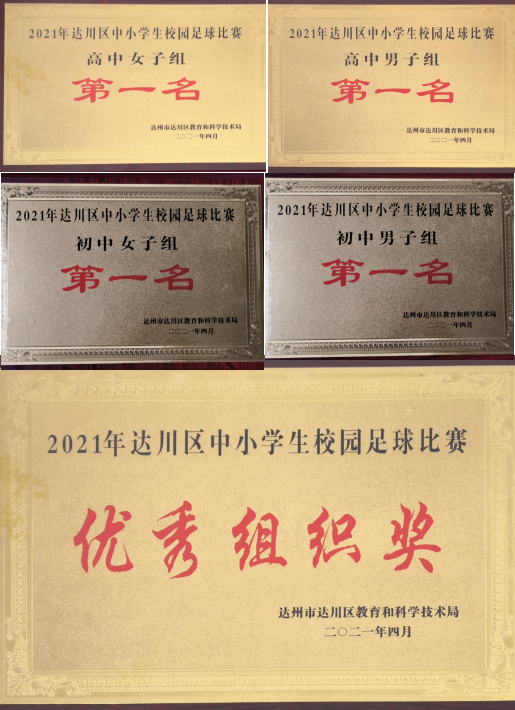 2021年达川区中小学生校园足球比赛
高中女子组
第一名
达州市达川区教育和科学技术局
二〇二一年四月
2021年达川区中小学生校园足球比赛
高中男子组
第一名
达州市达川区教育和科学技术局
二〇二一年四月
2021年达川区中小学生校园足球比赛
初中女子组
第一名
达州市达川区教育和科学技术局
二〇二一年四月
2021年达川区中小学生校园足球比赛
初中男子组
第一名
达州市达川区教育和科学技术局
二〇二一年四月
2021年达川区中小学生校园足球比赛
优秀组织奖
达州市达川区教育和科学技术局
二〇二一年四月